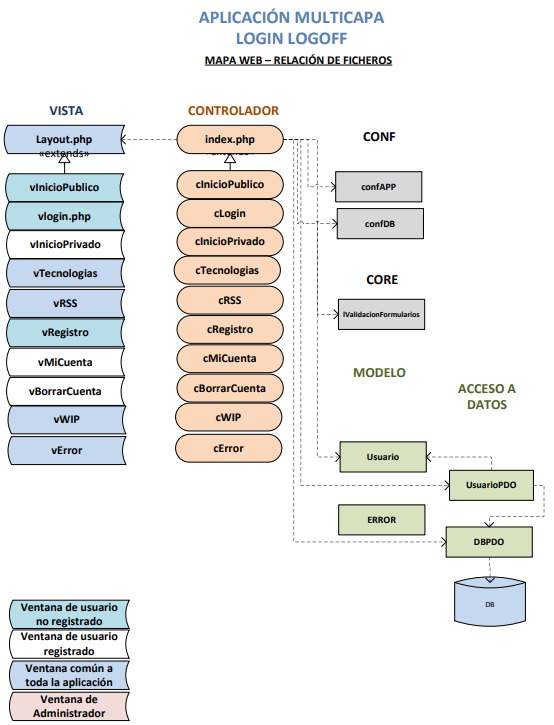 APLICACIÓN MULTICAPA
LOGIN LOGOFF
MAPA WEB – RELACIÓN DE FICHEROS
VISTA
CONTROLADOR
Layout.php
«extends»
index.php
«extends»
CONF
vInicioPublico
cInicioPublico
confAPP
vlogin.php
cLogin
confDB
vInicioPrivado
cInicioPrivado
vTecnologias
cTecnologias
CORE
vRSS
cRSS
lValidacionFormularios
vRegistro
cRegistro
vMiCuenta
cMiCuenta
MODELO
vBorrarCuenta
cBorrarCuenta
ACCESO A
DATOS
vWIP
cWIP
vError
cError
Usuario
UsuarioPDO
ERROR
DBPDO
DB
Ventana de usuario
no registrado
Ventana de usuario
registrado
Ventana común a
toda la aplicación
Ventana de
Administrador